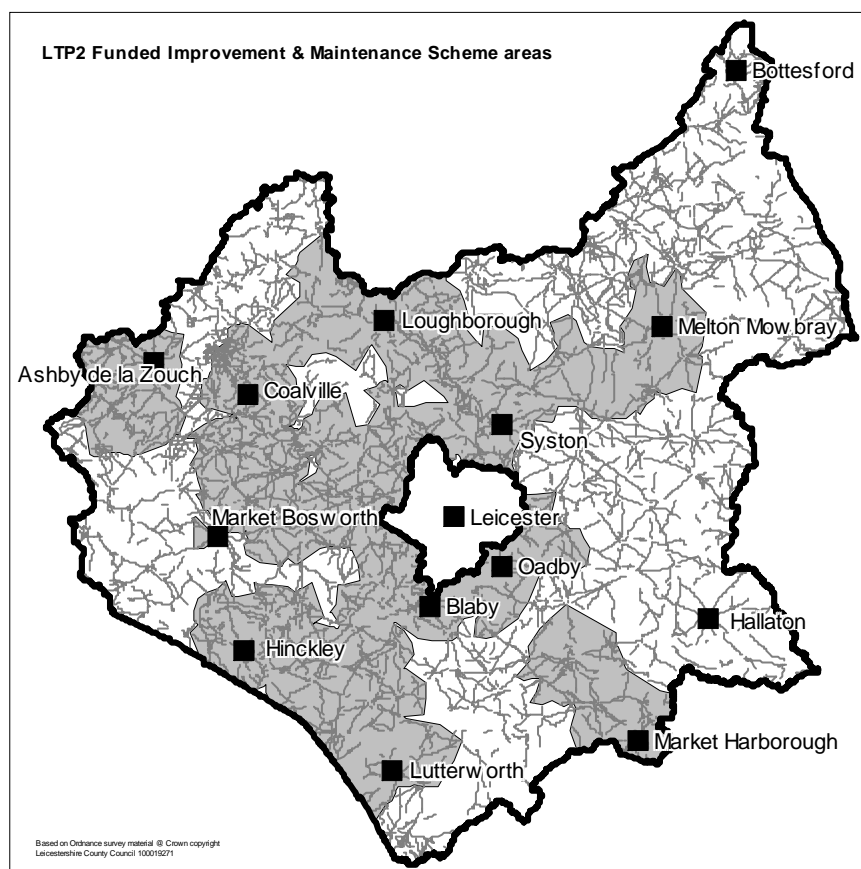 LTP2 Funded Improvement & Maintenance Scheme areas
Bottesford
Loughborough
Melton Mowbray
Ashby de la Zouch
Coalville
Syston
Market Bosworth
Leicester
Oadby
Blaby
Hallaton
Hinckley
Market Harborough
Lutterworth
Based on Ordnance survey material @ Crown copyright
Leicestershire County Council 100019271